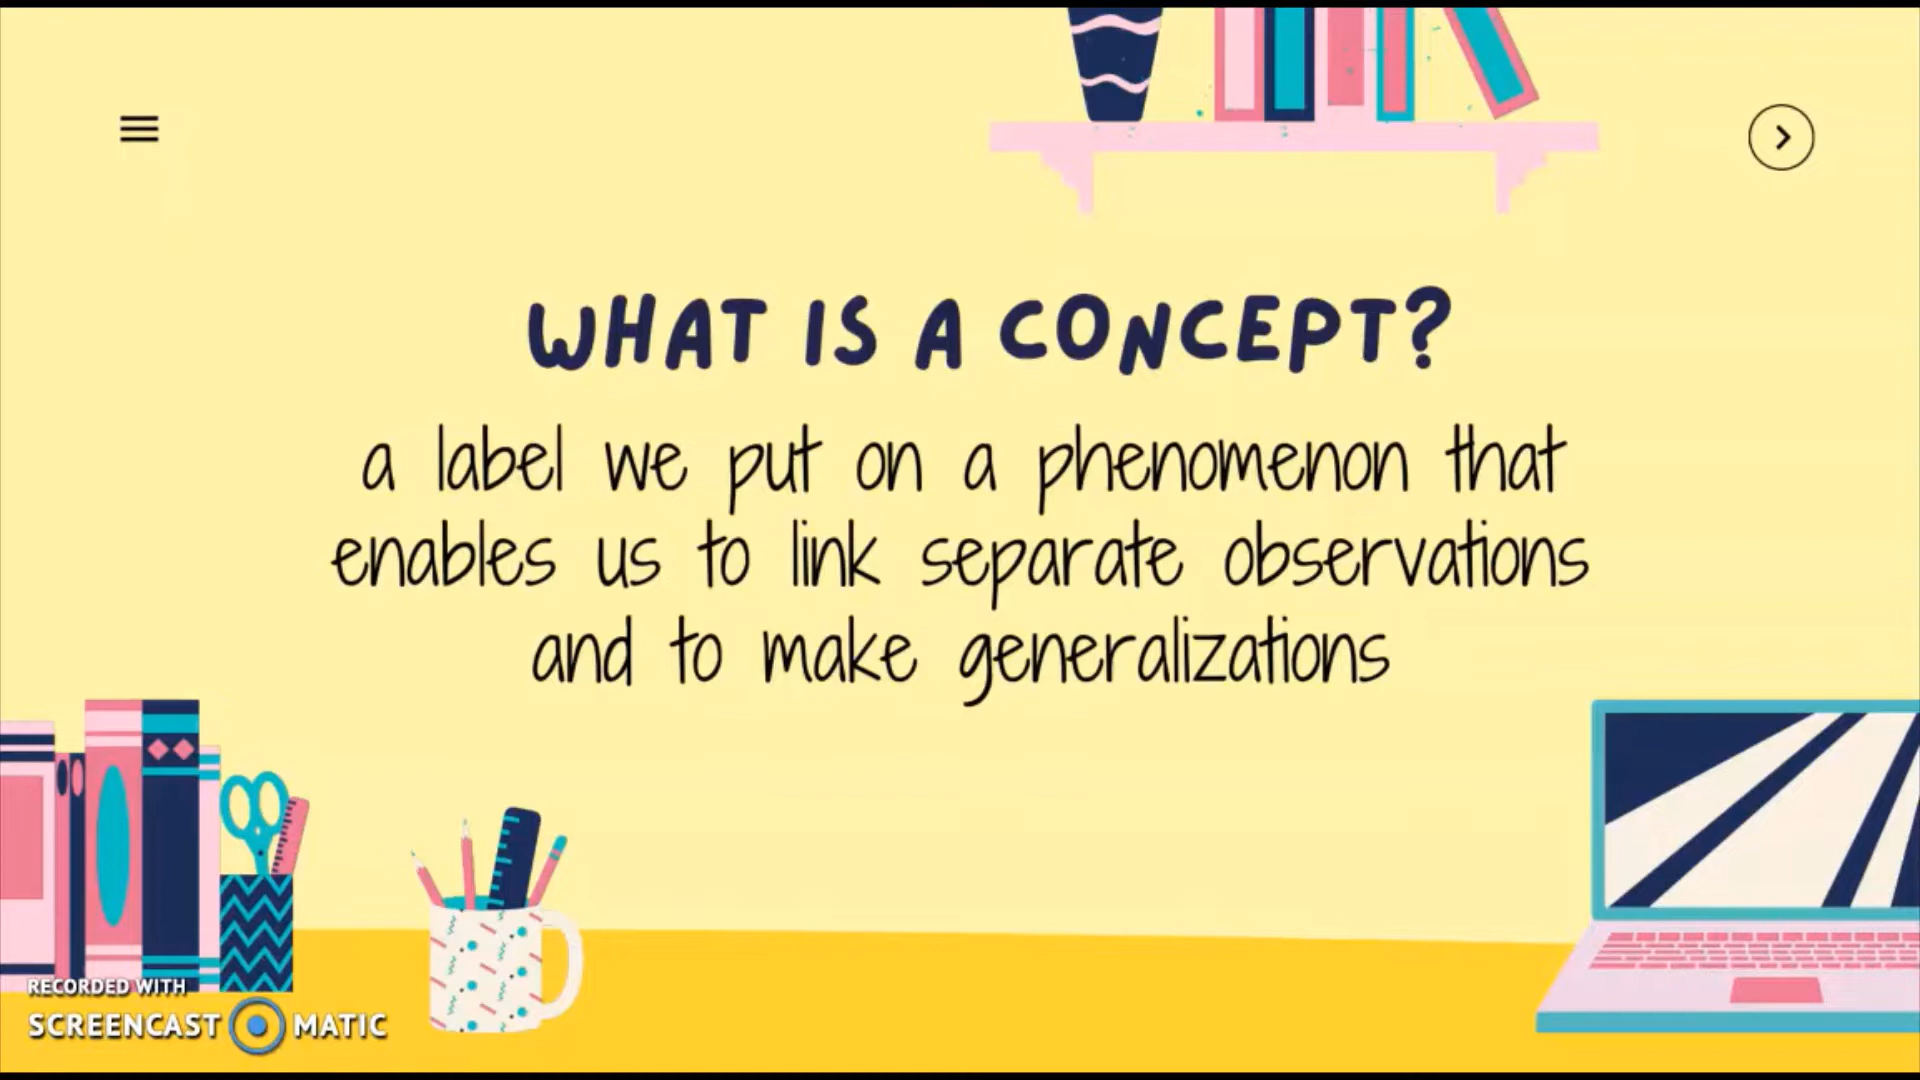 WHAT IS A CONCEPT?
a label we put on a phenomenon that
enables us to link separate observations
and to make generalizations
RECORDED WITH
SCREENCAST MATIC